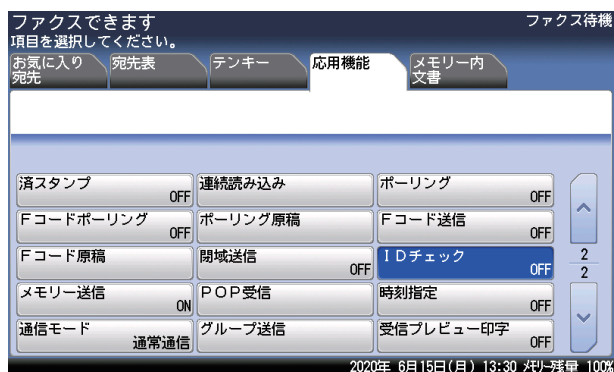 ファクスできます ファクス待機
項目を選択してください。
お気に入り 宛先表 テンキー 応用機能 メモリー内
宛先 文書
済スタンプ 連続読み込み ポーリング
OFF OFF
Fコードポーリング ポーリング原稿 Fコード送信
OFF OFF
Fコード原稿 閉域送信 IDチェック
OFF OFF
2
2
メモリー送信 POP受信 時刻指定
ON OFF
通信モード グループ送信 受信プレビュー印字
通常通信 OFF
2020年 6月15日(月) 13:30 ﾒﾓﾘｰ残量 100%